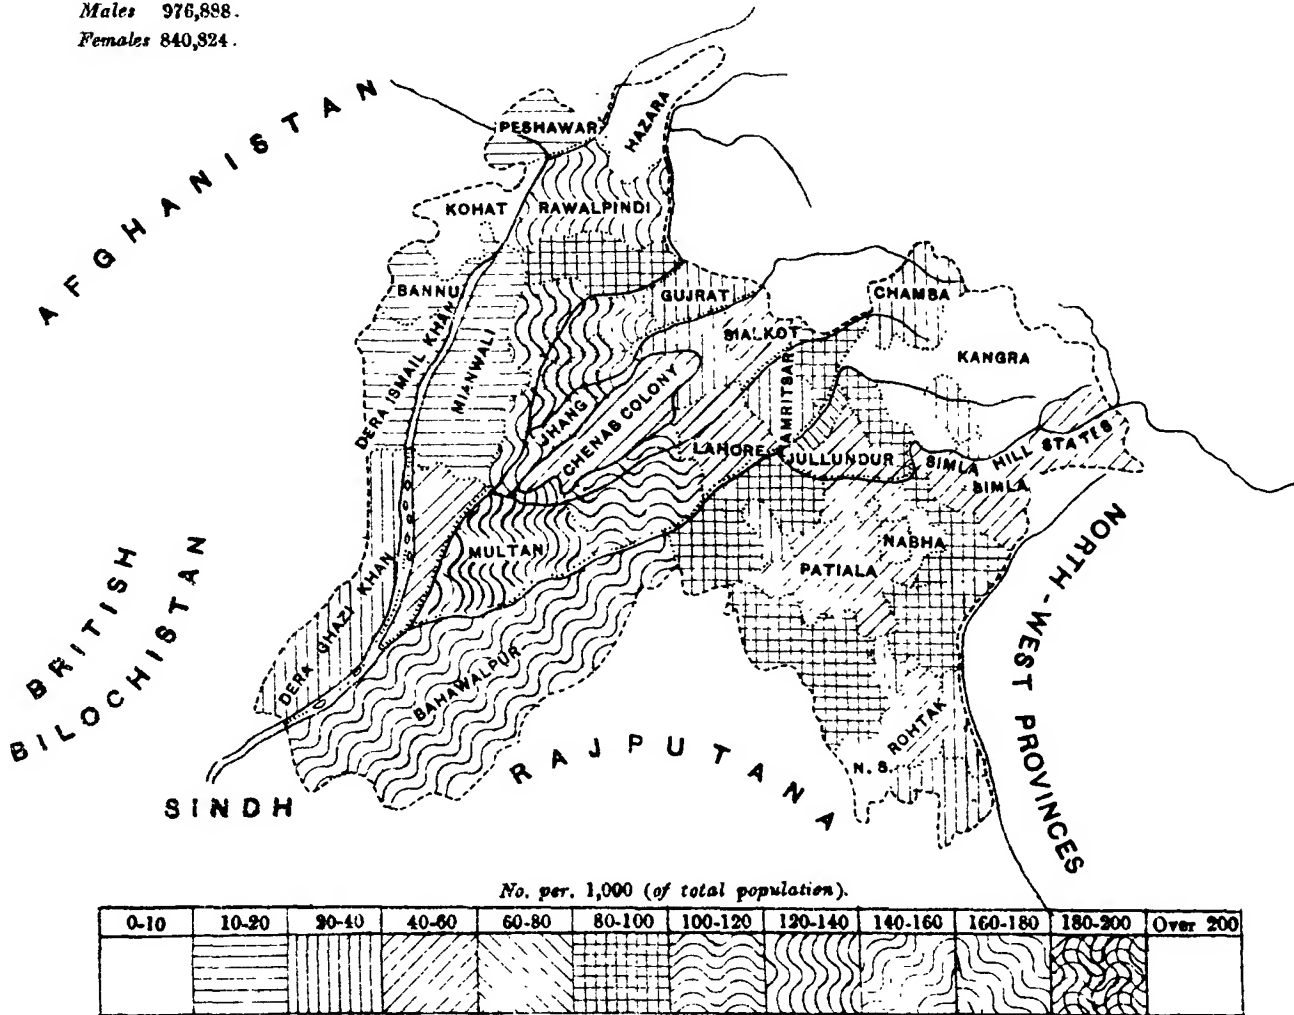 Males 976,888.
Females 840,824.
AFGHANISTAN
PESHAWAR
HAZARA
KOHAT
RAWALPINDI
BANNU
GUJRAT
CHAMBA
DERA ISMAIL KHAN
MIANWALI
SIALKOT
KANGRA
AMRITSAR
JHANG
CHENAB COLONY
LAHORE
JULLUNDUR
SIMLA HILL STATES
SIMLA
MULTAN
NABHA
PATIALA
NORTH-WEST PROVINCES
BRITISH
BILOCHISTAN
DERA GHAZI KHAN
BAHAWALPUR
ROHTAK
N. S.
RAJPUTANA
SINDH
No. per. 1,000 (of total population).
0-10 10-20 20-40 40-60 60-80 80-100 100-120 120-140 140-160 160-180 180-200 Over 200